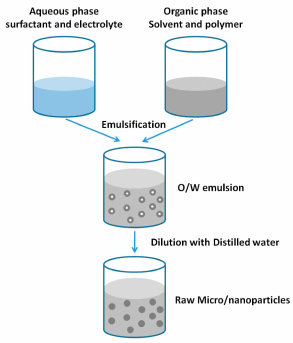 Aqueous phase
surfactant and electrolyte
Organic phase
Solvent and polymer
Emulsification
O/W emulsion
Dilution with Distilled water
Raw Micro/nanoparticles